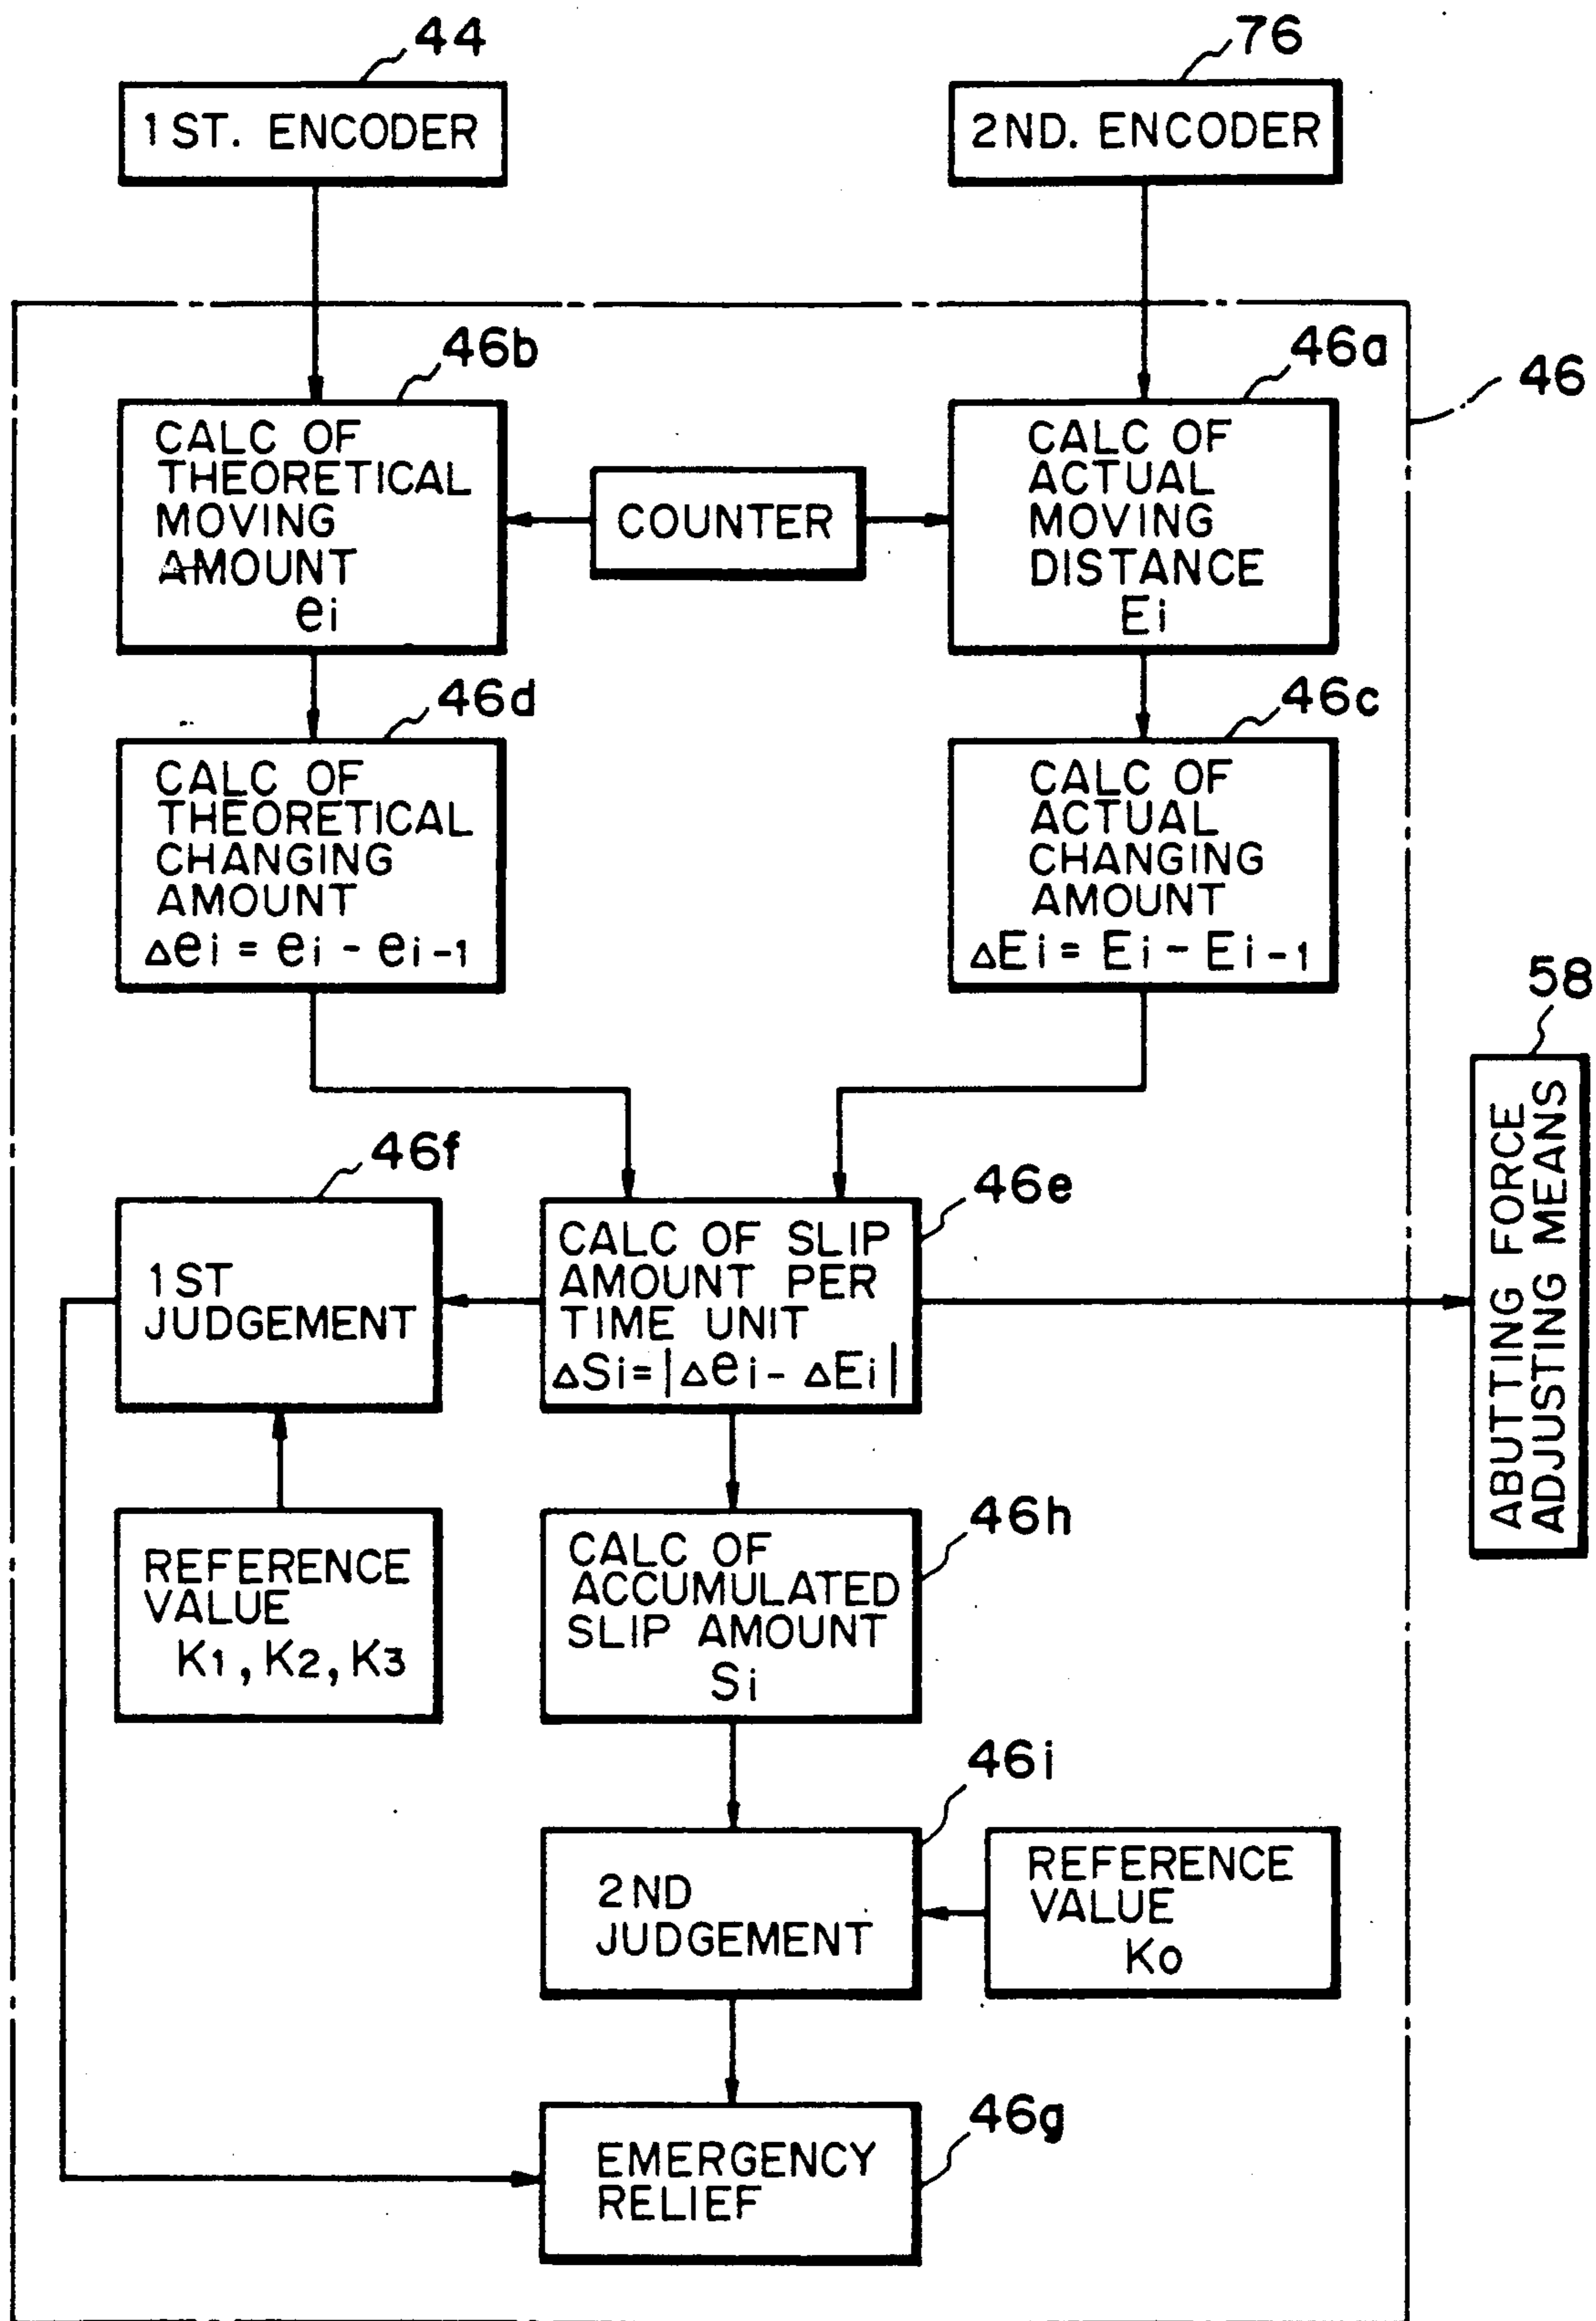 44
76
1ST. ENCODER
2ND. ENCODER
46b
46a
46
CALC OF
THEORETICAL
MOVING
AMOUNT
ei
COUNTER
CALC OF
ACTUAL
MOVING
DISTANCE
Ei
46d
46c
CALC OF
THEORETICAL
CHANGING
AMOUNT
Δei = ei - ei-1
CALC OF
ACTUAL
CHANGING
AMOUNT
ΔEi = Ei - Ei-1
58
ABUTTING FORCE
ADJUSTING MEANS
46f
46e
1ST
JUDGEMENT
CALC OF SLIP
AMOUNT PER
TIME UNIT
ΔSi=|Δei - ΔEi|
46h
REFERENCE
VALUE
K1, K2, K3
CALC OF
ACCUMULATED
SLIP AMOUNT
Si
46i
2ND
JUDGEMENT
REFERENCE
VALUE
K0
46g
EMERGENCY
RELIEF